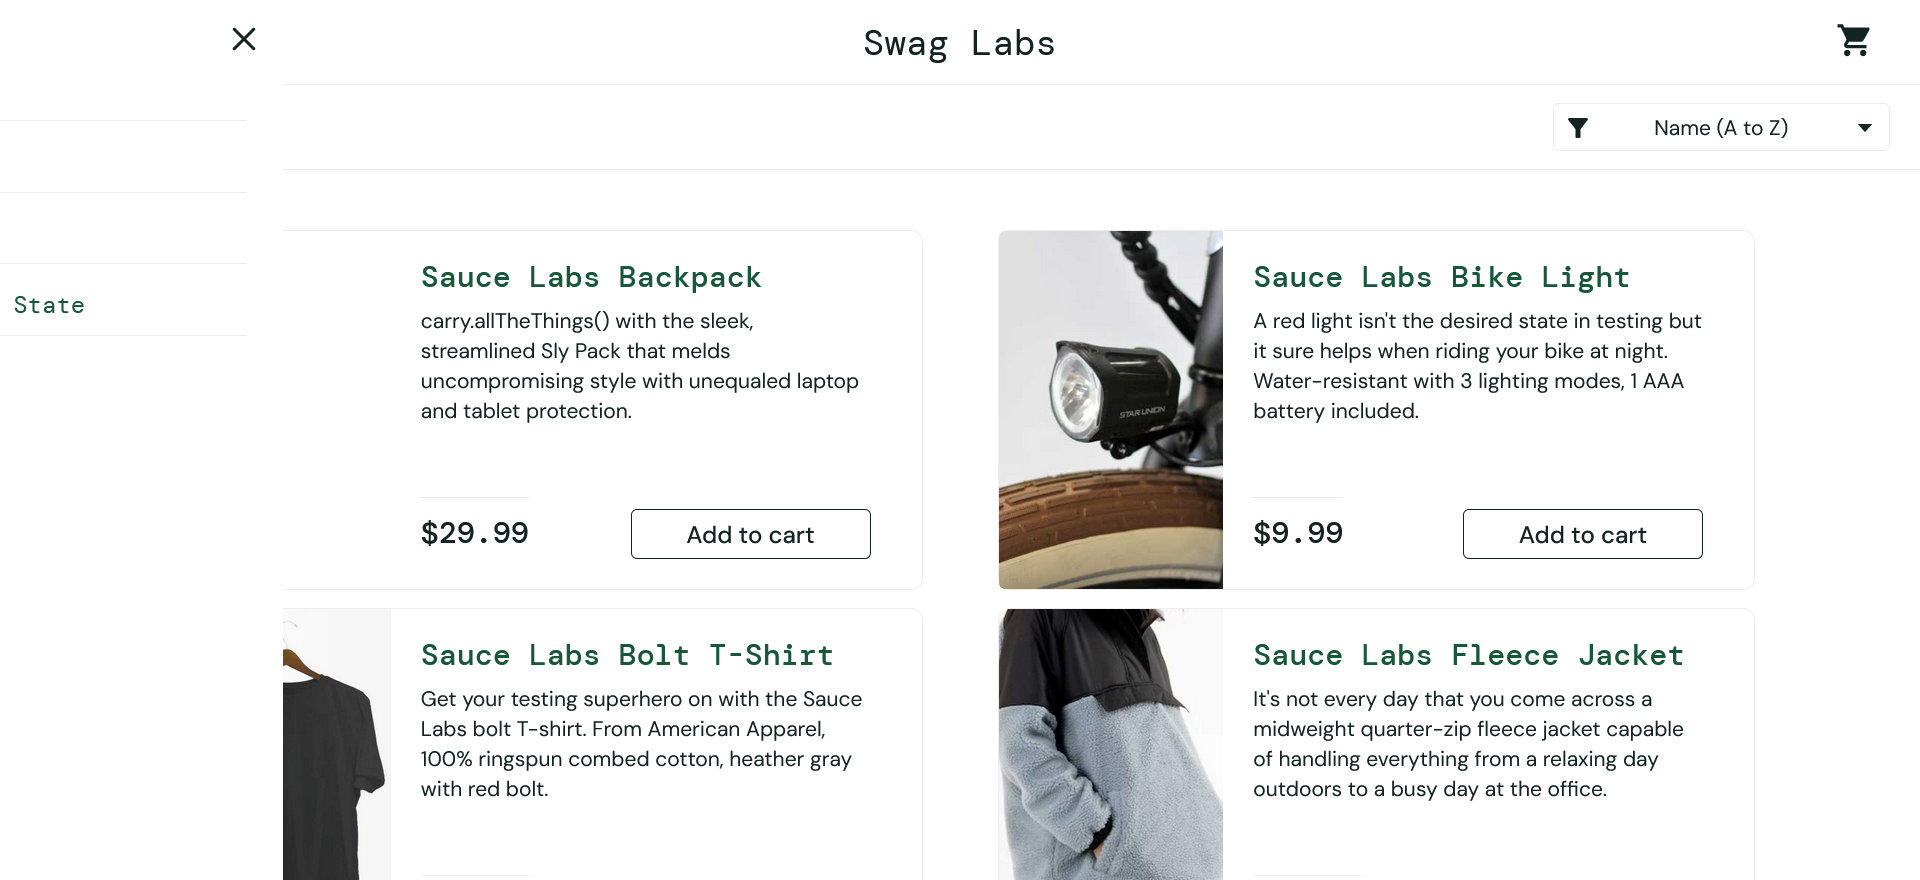 Swag Labs
Name (A to Z)
State
Sauce Labs Backpack
carry.allTheThings() with the sleek,
streamlined Sly Pack that melds
uncompromising style with unequaled laptop
and tablet protection.
$29.99
Add to cart
Sauce Labs Bike Light
A red light isn't the desired state in testing but
it sure helps when riding your bike at night.
Water-resistant with 3 lighting modes, 1 AAA
battery included.
STAR UNION
$9.99
Add to cart
Sauce Labs Bolt T-Shirt
Get your testing superhero on with the Sauce
Labs bolt T-shirt. From American Apparel,
100% ringspun combed cotton, heather gray
with red bolt.
Sauce Labs Fleece Jacket
It's not every day that you come across a
midweight quarter-zip fleece jacket capable
of handling everything from a relaxing day
outdoors to a busy day at the office.